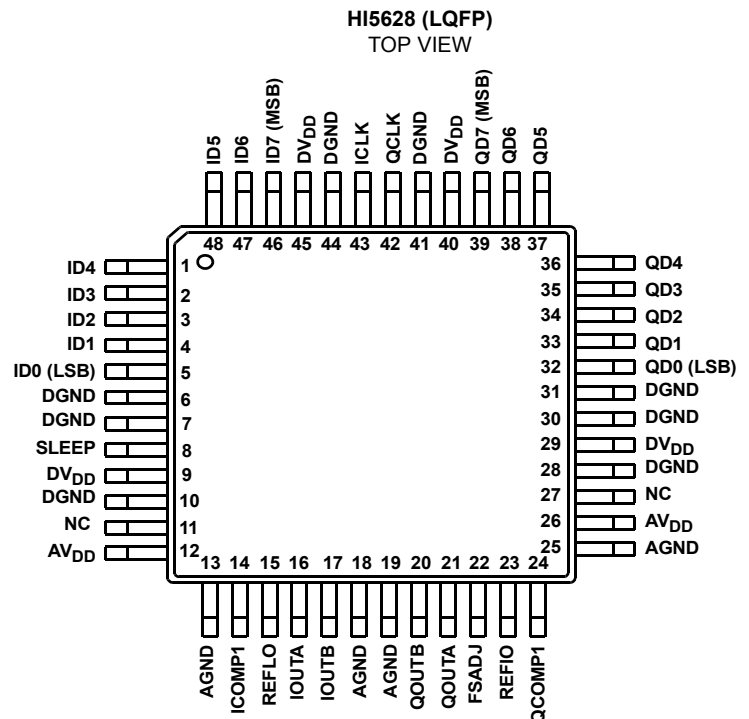 HI5628 (LQFP)
TOP VIEW
ID5
ID6
ID7 (MSB)
DVDD
DGND
ICLK
QCLK
DGND
DVDD
QD7 (MSB)
QD6
QD5
48 47 46 45 44 43 42 41 40 39 38 37
ID4 1
ID3 2
ID2 3
ID1 4
ID0 (LSB) 5
DGND 6
DGND 7
SLEEP 8
DVDD 9
DGND 10
NC 11
AVDD 12
36 QD4
35 QD3
34 QD2
33 QD1
32 QD0 (LSB)
31 DGND
30 DGND
29 DVDD
28 DGND
27 NC
26 AVDD
25 AGND
13 14 15 16 17 18 19 20 21 22 23 24
AGND
ICOMP1
REFLO
IOUTA
IOUTB
AGND
AGND
QOUTB
QOUTA
FSADJ
REFIO
QCOMP1